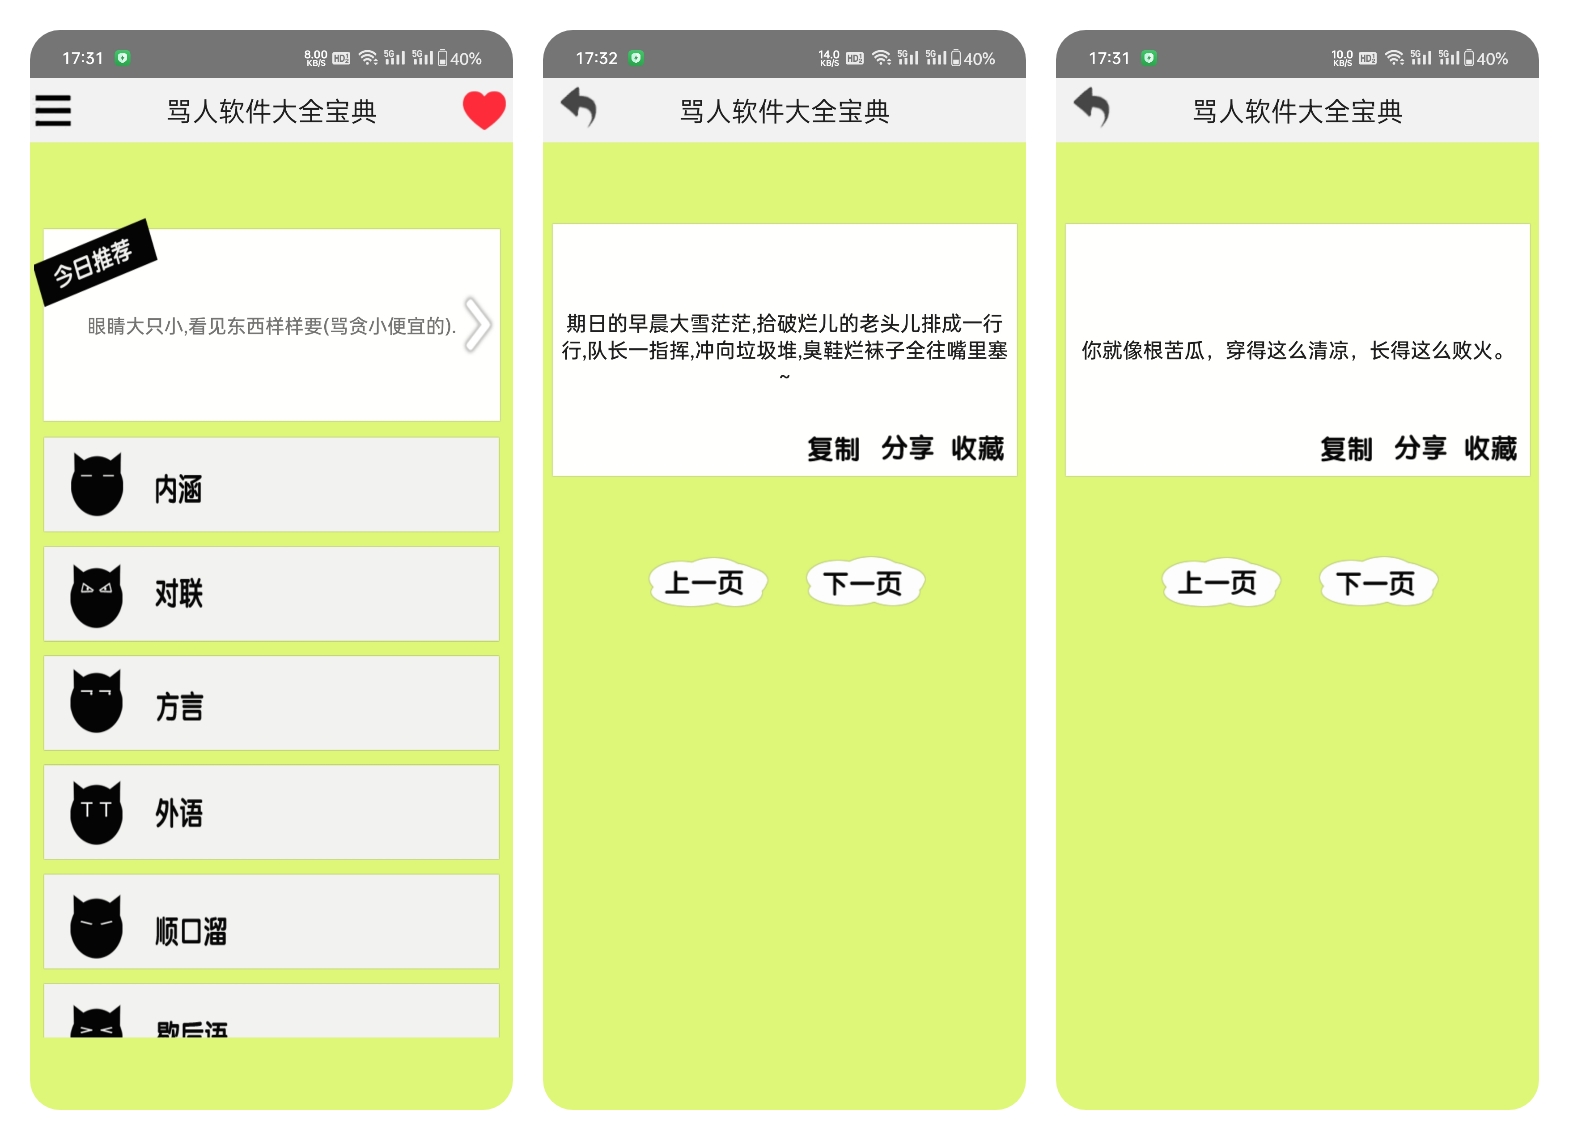 17:31
8.00 KB/S HD 5G 5G 40%
骂人软件大全宝典
今日推荐
眼睛大只小,看见东西样样要(骂贪小便宜的).
内涵
对联
方言
外语
顺口溜
歇后语
17:32
14.0 KB/S HD 5G 5G 40%
骂人软件大全宝典
期日的早晨大雪茫茫,拾破烂儿的老头儿排成一行
行,队长一指挥,冲向垃圾堆,臭鞋烂袜子全往嘴里塞
~
复制 分享 收藏
上一页 下一页
17:31
10.0 KB/S HD 5G 5G 40%
骂人软件大全宝典
你就像根苦瓜，穿得这么清凉，长得这么败火。
复制 分享 收藏
上一页 下一页